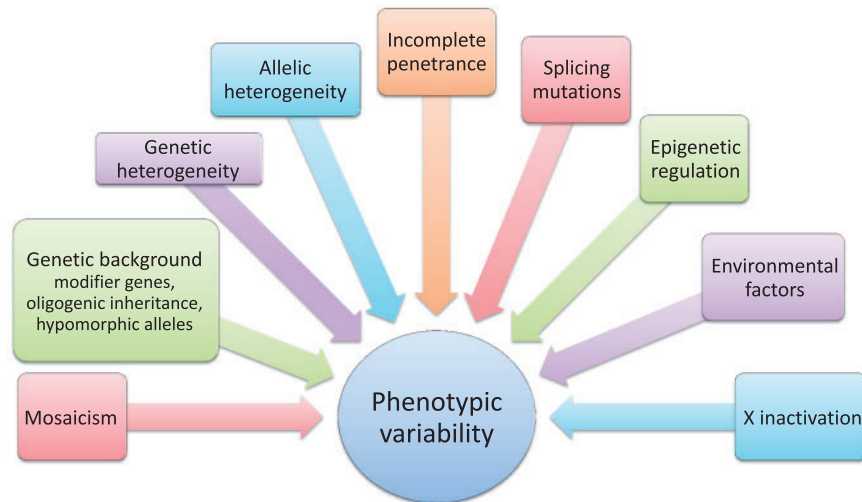 Incomplete
penetrance
Allelic
heterogeneity
Splicing
mutations
Genetic
heterogeneity
Epigenetic
regulation
Genetic background
modifier genes,
oligogenic inheritance,
hypomorphic alleles
Environmental
factors
Mosaicism
Phenotypic
variability
X inactivation